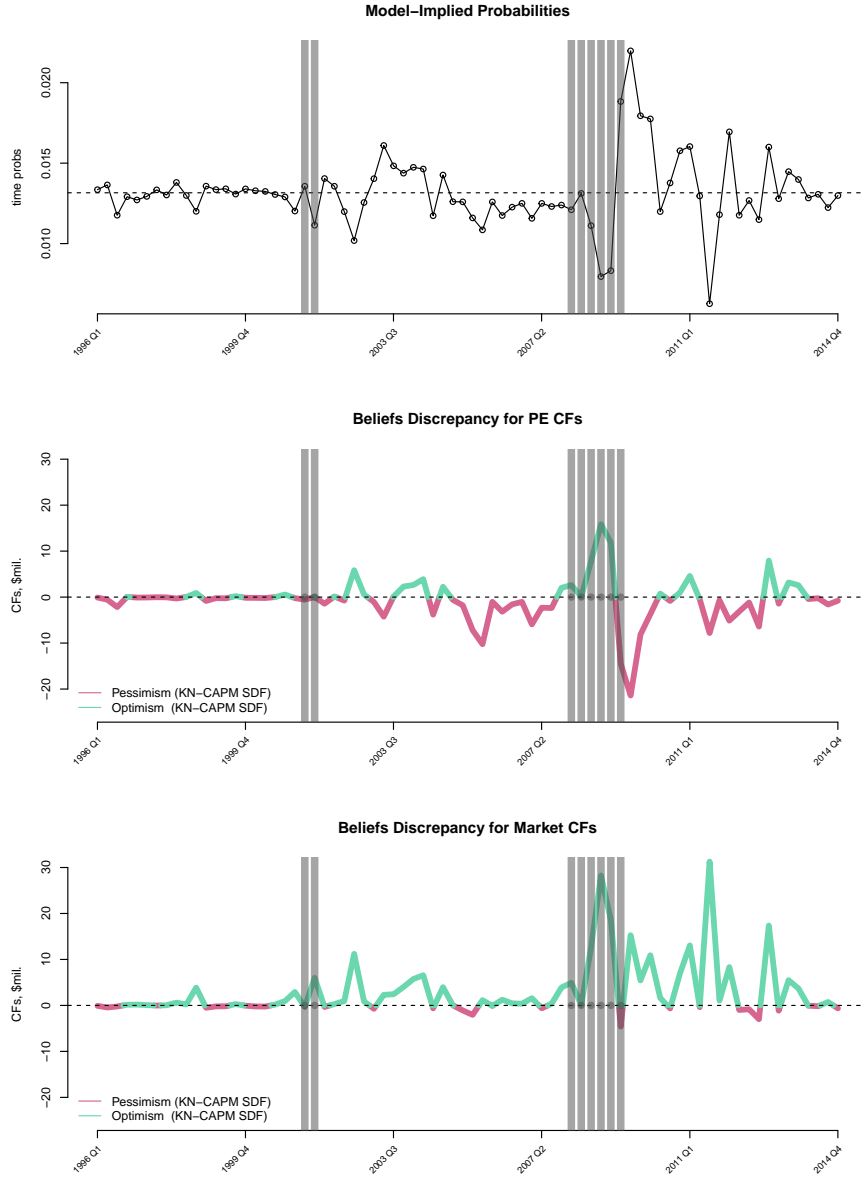 Model−Implied Probabilities
time probs
0.020
0.015
0.010
1996 Q1
1999 Q4
2003 Q3
2007 Q2
2011 Q1
2014 Q4
Beliefs Discrepancy for PE CFs
CFs, $mil.
30
20
10
0
−10
−20
Pessimism (KN−CAPM SDF)
Optimism (KN−CAPM SDF)
1996 Q1
1999 Q4
2003 Q3
2007 Q2
2011 Q1
2014 Q4
Beliefs Discrepancy for Market CFs
CFs, $mil.
30
20
10
0
−10
−20
Pessimism (KN−CAPM SDF)
Optimism (KN−CAPM SDF)
1996 Q1
1999 Q4
2003 Q3
2007 Q2
2011 Q1
2014 Q4